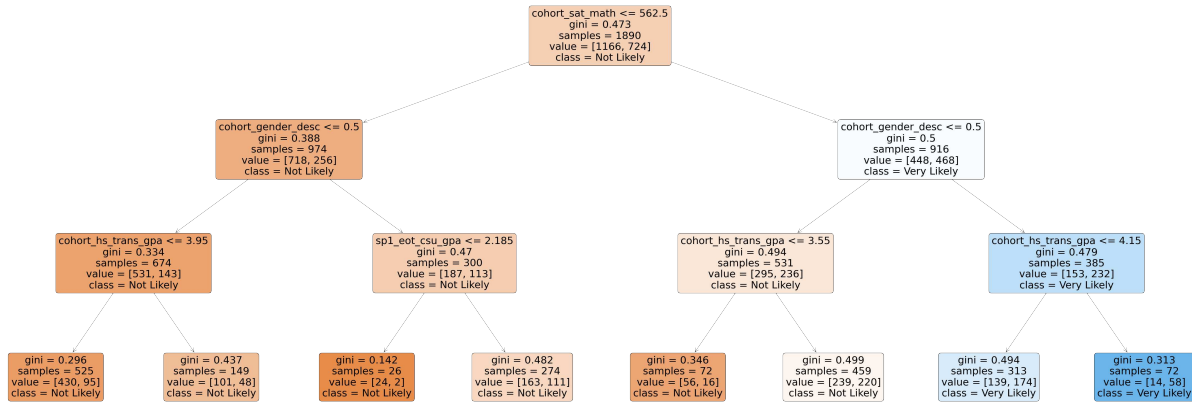 cohort_sat_math <= 562.5
gini = 0.473
samples = 1890
value = [1166, 724]
class = Not Likely
cohort_gender_desc <= 0.5
gini = 0.388
samples = 974
value = [718, 256]
class = Not Likely
cohort_gender_desc <= 0.5
gini = 0.5
samples = 916
value = [448, 468]
class = Very Likely
cohort_hs_trans_gpa <= 3.95
gini = 0.334
samples = 674
value = [531, 143]
class = Not Likely
sp1_eot_csu_gpa <= 2.185
gini = 0.47
samples = 300
value = [187, 113]
class = Not Likely
cohort_hs_trans_gpa <= 3.55
gini = 0.494
samples = 531
value = [295, 236]
class = Not Likely
cohort_hs_trans_gpa <= 4.15
gini = 0.479
samples = 385
value = [153, 232]
class = Very Likely
gini = 0.296
samples = 525
value = [430, 95]
class = Not Likely
gini = 0.437
samples = 149
value = [101, 48]
class = Not Likely
gini = 0.142
samples = 26
value = [24, 2]
class = Not Likely
gini = 0.482
samples = 274
value = [163, 111]
class = Not Likely
gini = 0.346
samples = 72
value = [56, 16]
class = Not Likely
gini = 0.499
samples = 459
value = [239, 220]
class = Not Likely
gini = 0.494
samples = 313
value = [139, 174]
class = Very Likely
gini = 0.313
samples = 72
value = [14, 58]
class = Very Likely